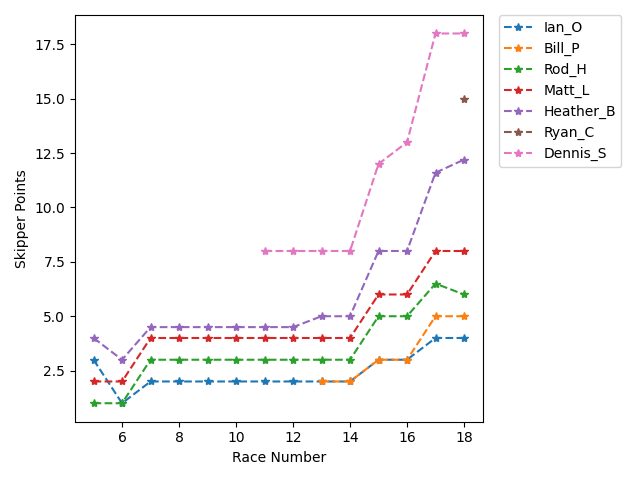 Ian_O
Bill_P
Rod_H
Matt_L
Heather_B
Ryan_C
Dennis_S
17.5
15.0
12.5
10.0
7.5
5.0
2.5
Skipper Points
6 8 10 12 14 16 18
Race Number